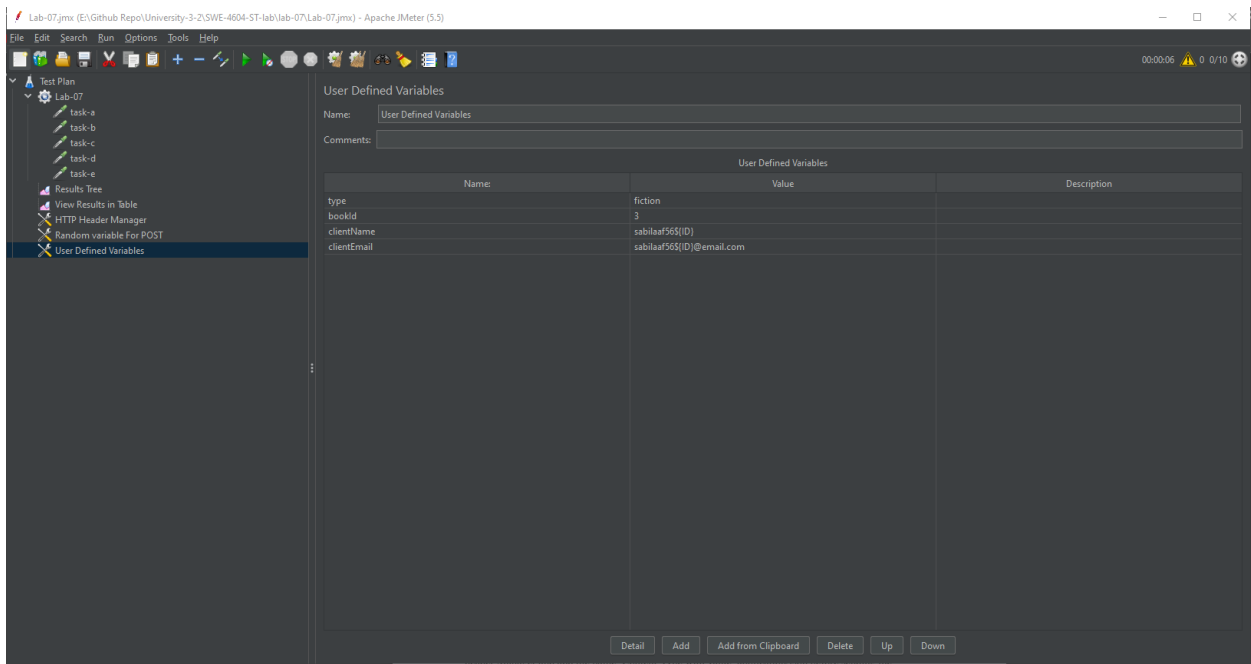 Lab-07.jmx (E:\Github Repo\University-3-2\SWE-4604-ST-lab\lab-07\Lab-07.jmx) - Apache JMeter (5.5)
File Edit Search Run Options Tools Help
00:00:06 0 0/10
Test Plan
Lab-07
task-a
task-b
task-c
task-d
task-e
Results Tree
View Results in Table
HTTP Header Manager
Random variable For POST
User Defined Variables
User Defined Variables
Name: User Defined Variables
Comments:
User Defined Variables
Name: Value Description
type fiction
bookId 3
clientName sabilaaf56${ID}
clientEmail sabilaaf56${ID}@email.com
Detail Add Add from Clipboard Delete Up Down